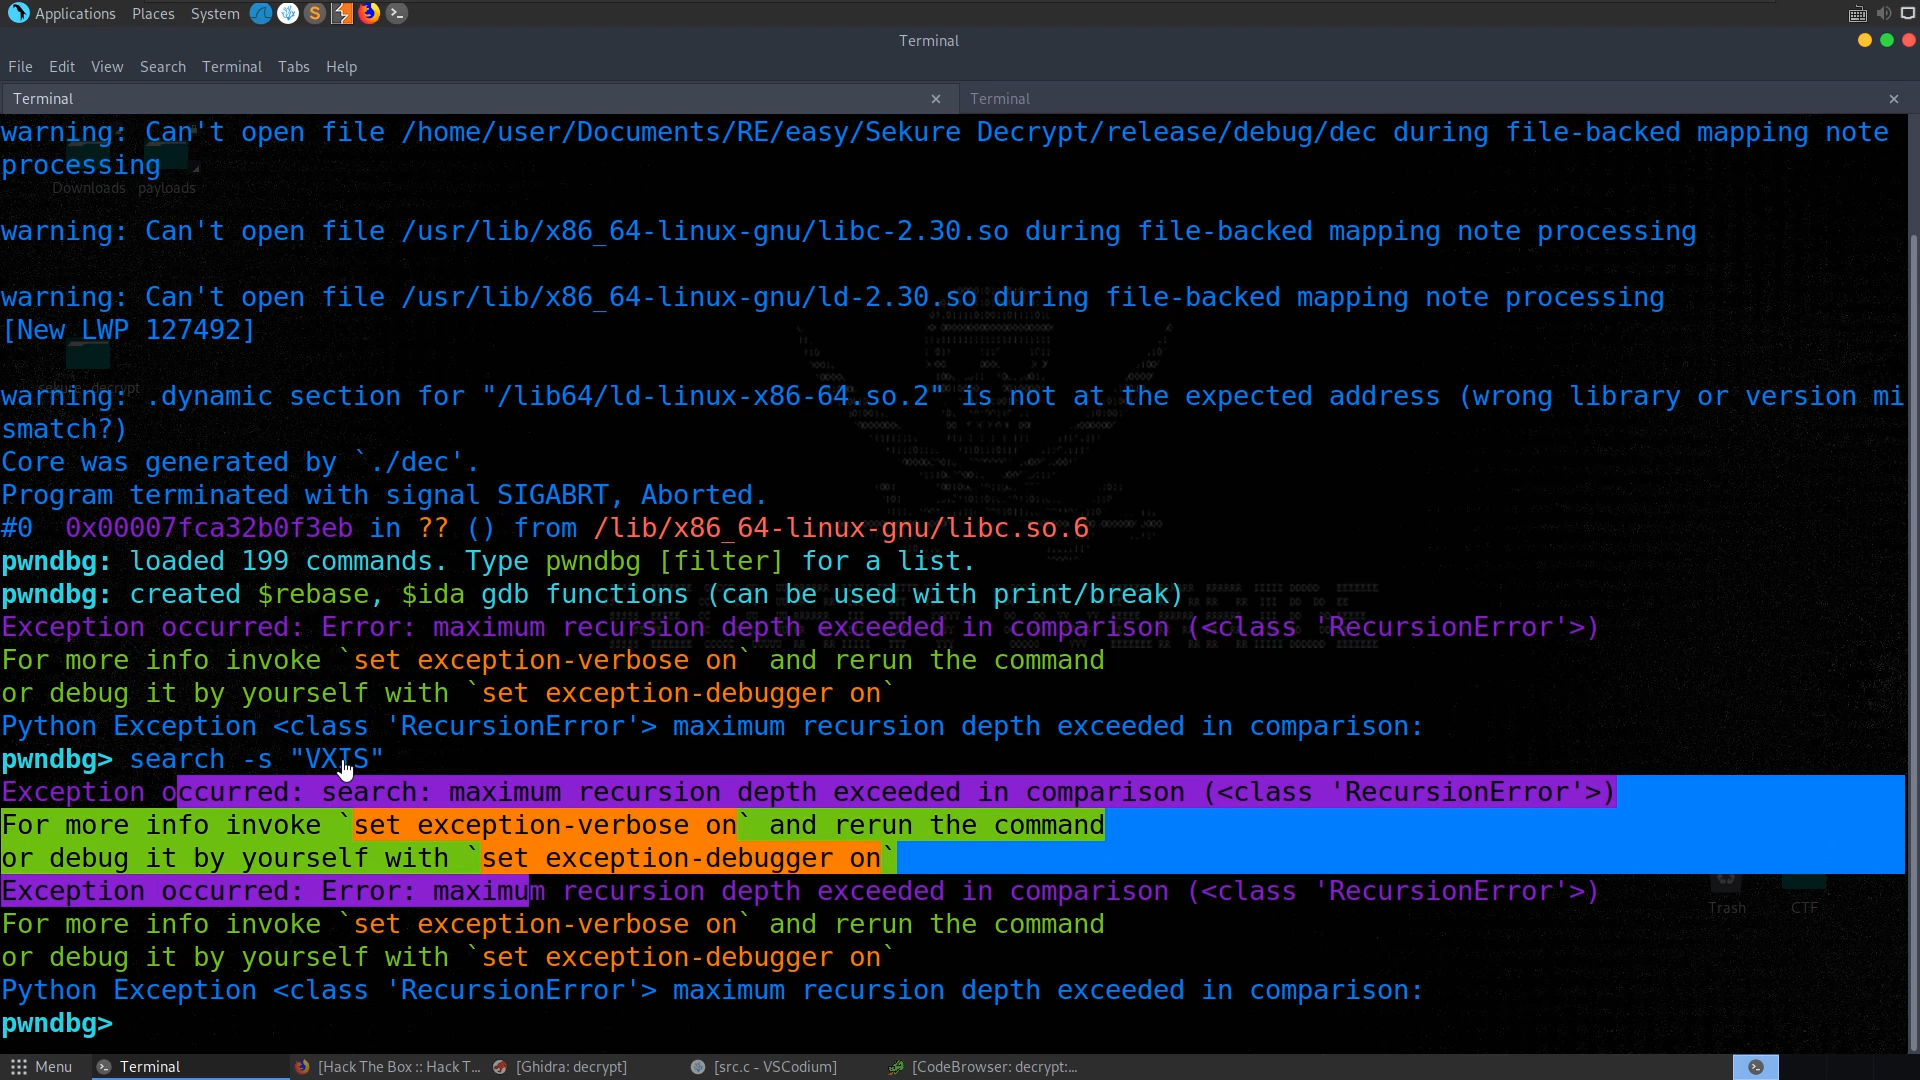 Applications Places System
Terminal
File Edit View Search Terminal Tabs Help
Terminal × Terminal ×
warning: Can't open file /home/user/Documents/RE/easy/Sekure Decrypt/release/debug/dec during file-backed mapping note
processing
Downloads payloads
warning: Can't open file /usr/lib/x86_64-linux-gnu/libc-2.30.so during file-backed mapping note processing
warning: Can't open file /usr/lib/x86_64-linux-gnu/ld-2.30.so during file-backed mapping note processing
[New LWP 127492]
sekure_decrypt
warning: .dynamic section for "/lib64/ld-linux-x86-64.so.2" is not at the expected address (wrong library or version mi
smatch?)
Core was generated by `./dec'.
Program terminated with signal SIGABRT, Aborted.
#0  0x00007fca32b0f3eb in ?? () from /lib/x86_64-linux-gnu/libc.so.6
pwndbg: loaded 199 commands. Type pwndbg [filter] for a list.
pwndbg: created $rebase, $ida gdb functions (can be used with print/break)
Exception occurred: Error: maximum recursion depth exceeded in comparison (<class 'RecursionError'>)
For more info invoke `set exception-verbose on` and rerun the command
or debug it by yourself with `set exception-debugger on`
Python Exception <class 'RecursionError'> maximum recursion depth exceeded in comparison:
pwndbg> search -s "VXIS"
Exception occurred: search: maximum recursion depth exceeded in comparison (<class 'RecursionError'>)
For more info invoke `set exception-verbose on` and rerun the command
or debug it by yourself with `set exception-debugger on`
Exception occurred: Error: maximum recursion depth exceeded in comparison (<class 'RecursionError'>)
Trash CTF
For more info invoke `set exception-verbose on` and rerun the command
or debug it by yourself with `set exception-debugger on`
Python Exception <class 'RecursionError'> maximum recursion depth exceeded in comparison:
pwndbg>
Menu Terminal [Hack The Box :: Hack T... [Ghidra: decrypt] [src.c - VSCodium] [CodeBrowser: decrypt:...